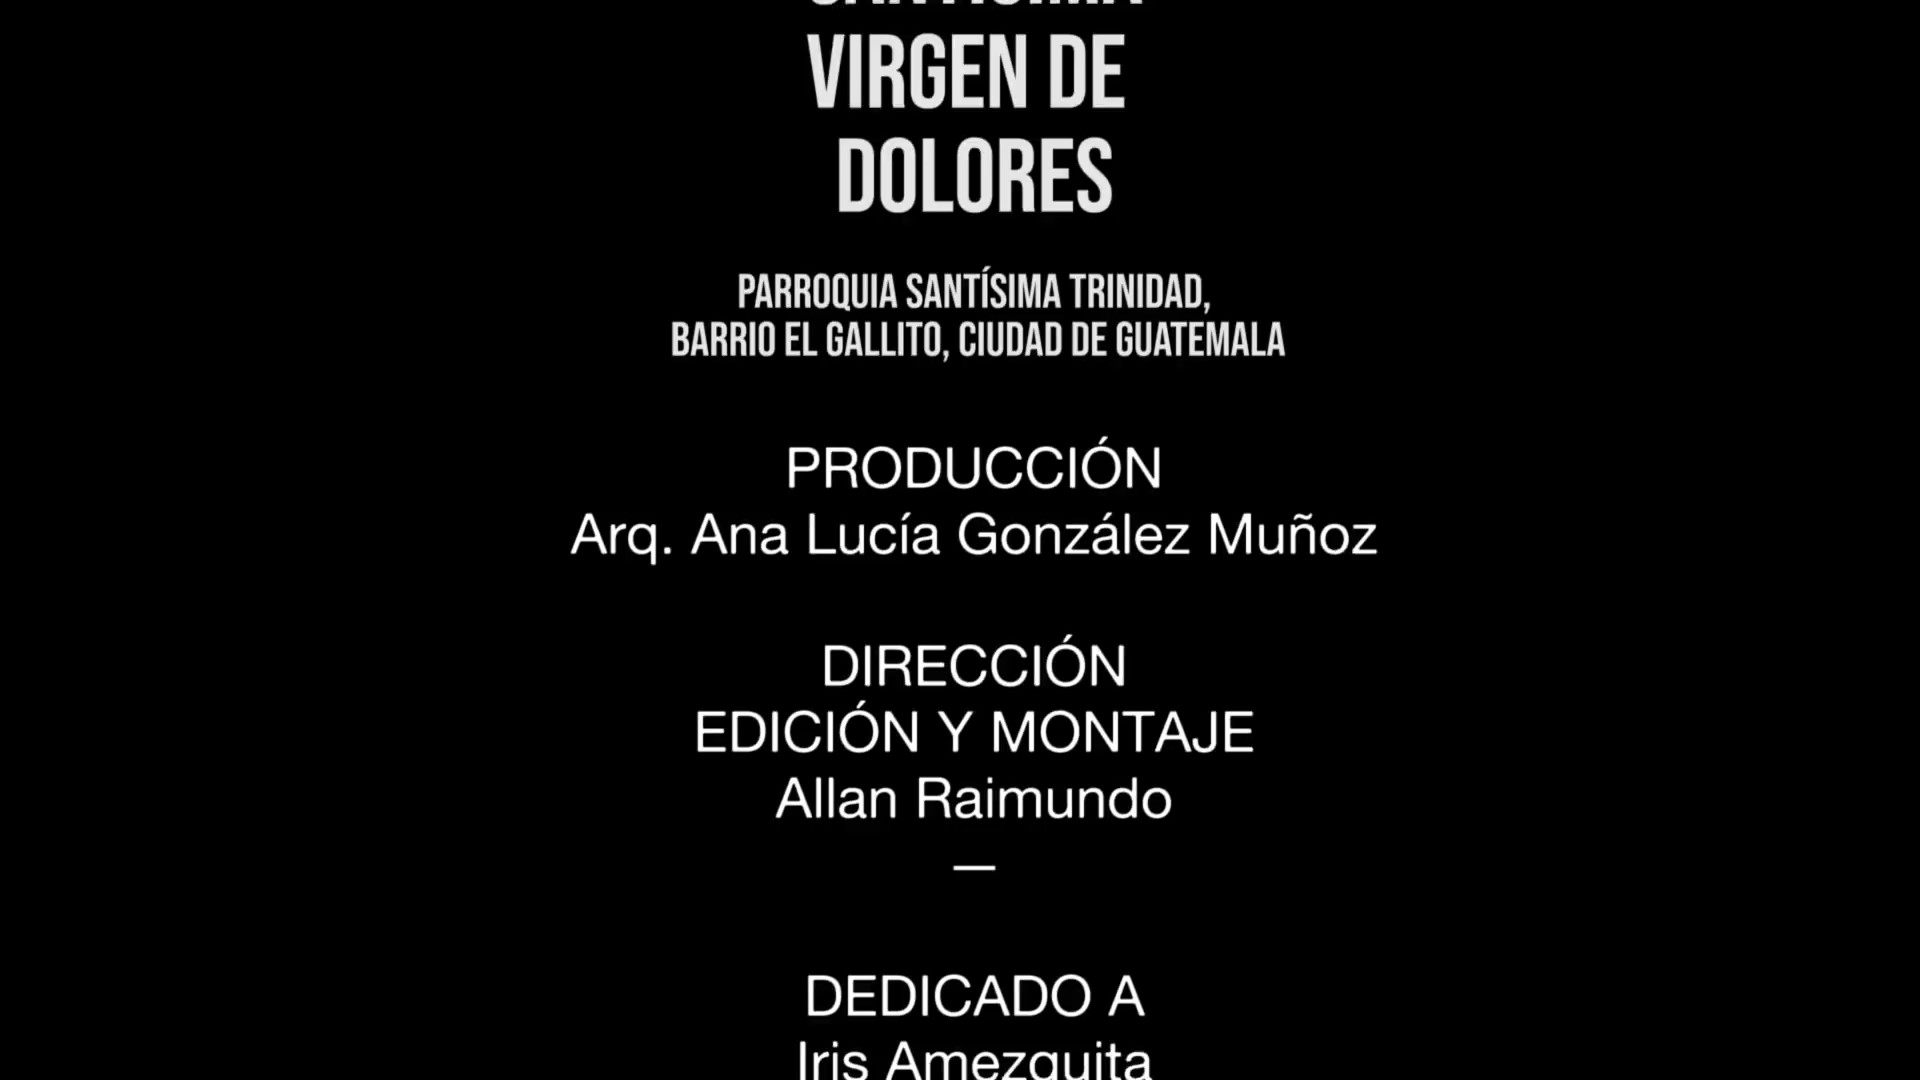 VIRGEN DE
DOLORES
PARROQUIA SANTÍSIMA TRINIDAD,
BARRIO EL GALLITO, CIUDAD DE GUATEMALA
PRODUCCIÓN
Arq. Ana Lucía González Muñoz
DIRECCIÓN
EDICIÓN Y MONTAJE
Allan Raimundo
—
DEDICADO A
Iris Amezquita